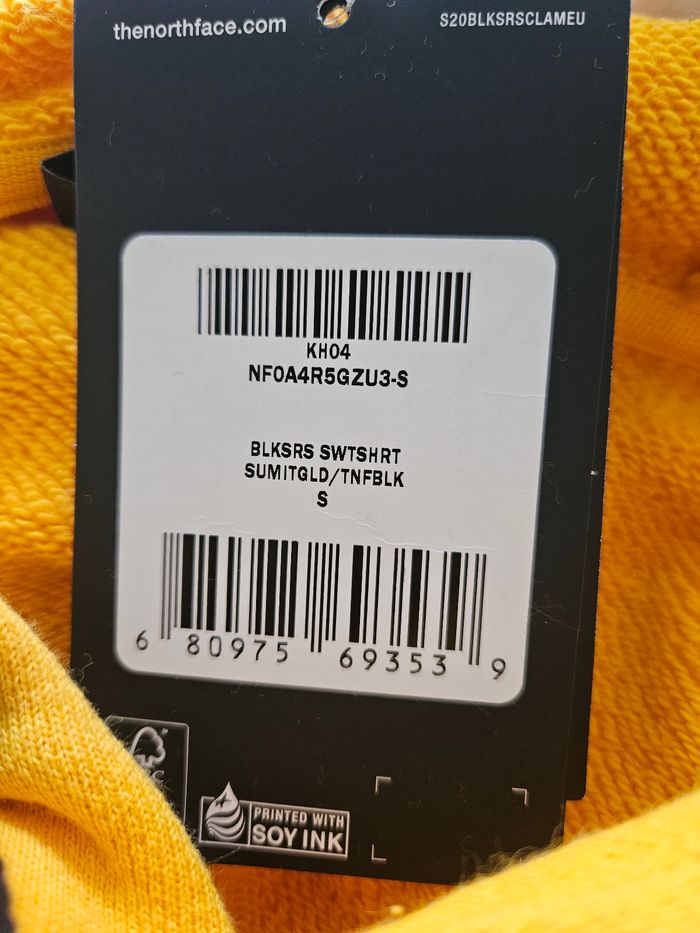 thenorthface.com
S20BLKSRSCLAMEU
KH04
NF0A4R5GZU3-S
BLKSRS SWTSHRT
SUMITGLD/TNFBLK
S
6 80975 69353 9
PRINTED WITH
SOY INK